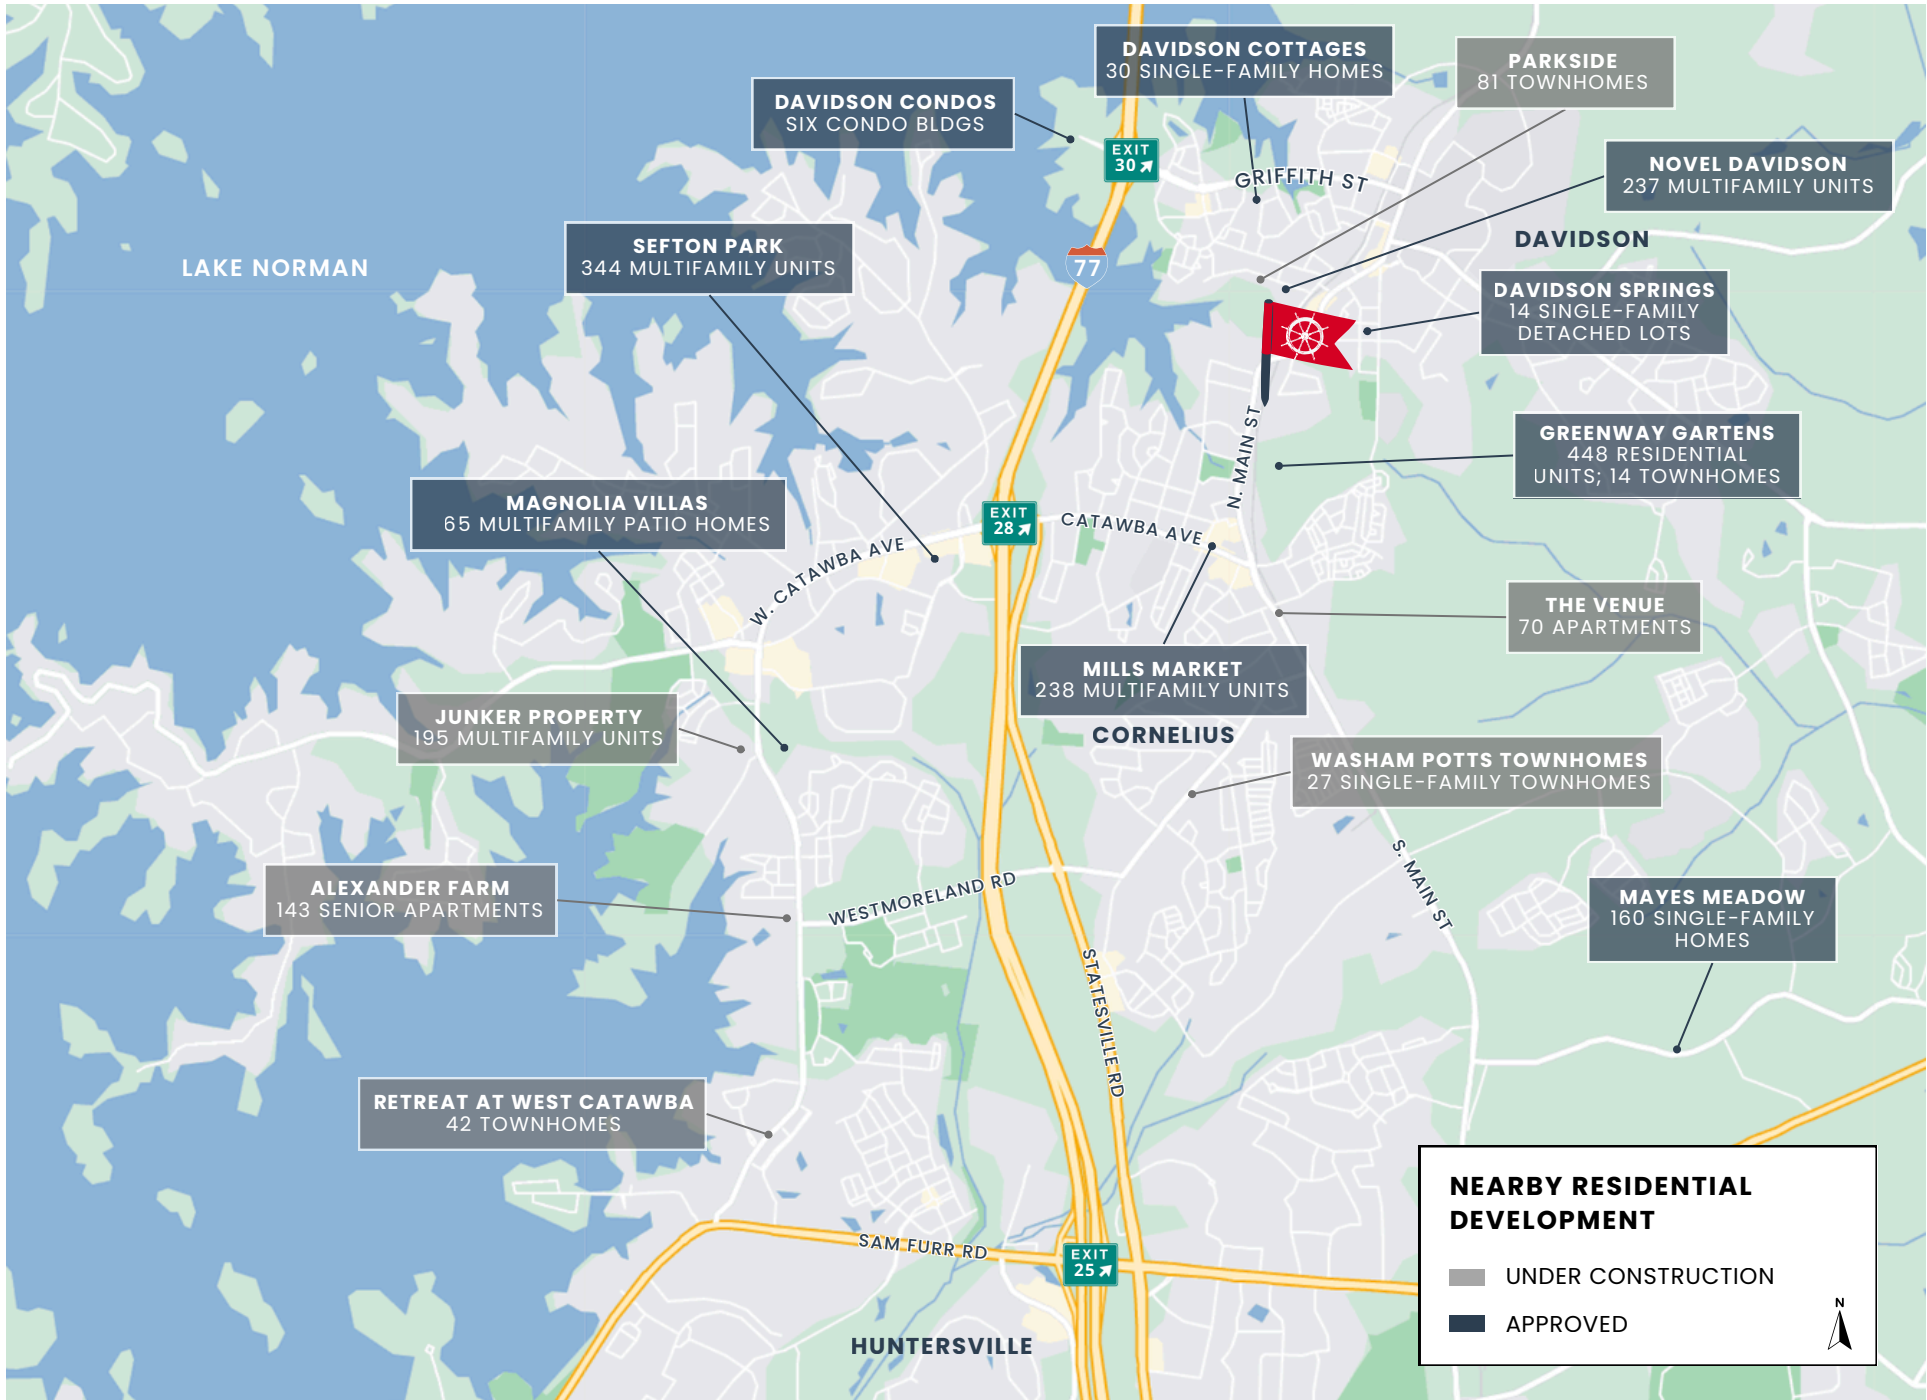 DAVIDSON COTTAGES
30 SINGLE-FAMILY HOMES
PARKSIDE
81 TOWNHOMES
DAVIDSON CONDOS
SIX CONDO BLDGS
EXIT
30
GRIFFITH ST
NOVEL DAVIDSON
237 MULTIFAMILY UNITS
DAVIDSON
SEFTON PARK
344 MULTIFAMILY UNITS
LAKE NORMAN
77
DAVIDSON SPRINGS
14 SINGLE-FAMILY
DETACHED LOTS
N. MAIN ST
GREENWAY GARTENS
448 RESIDENTIAL
UNITS; 14 TOWNHOMES
MAGNOLIA VILLAS
65 MULTIFAMILY PATIO HOMES
EXIT
28
CATAWBA AVE
W. CATAWBA AVE
THE VENUE
70 APARTMENTS
MILLS MARKET
238 MULTIFAMILY UNITS
CORNELIUS
JUNKER PROPERTY
195 MULTIFAMILY UNITS
WASHAM POTTS TOWNHOMES
27 SINGLE-FAMILY TOWNHOMES
S. MAIN ST
ALEXANDER FARM
143 SENIOR APARTMENTS
WESTMORELAND RD
MAYES MEADOW
160 SINGLE-FAMILY
HOMES
STATESVILLE RD
RETREAT AT WEST CATAWBA
42 TOWNHOMES
SAM FURR RD
EXIT
25
HUNTERSVILLE
NEARBY RESIDENTIAL
DEVELOPMENT
UNDER CONSTRUCTION
APPROVED
N